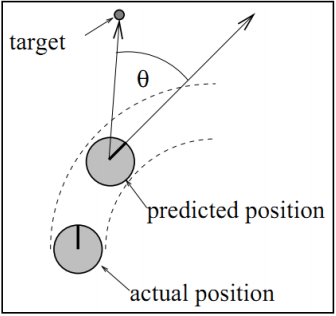 target
θ
predicted position
actual position